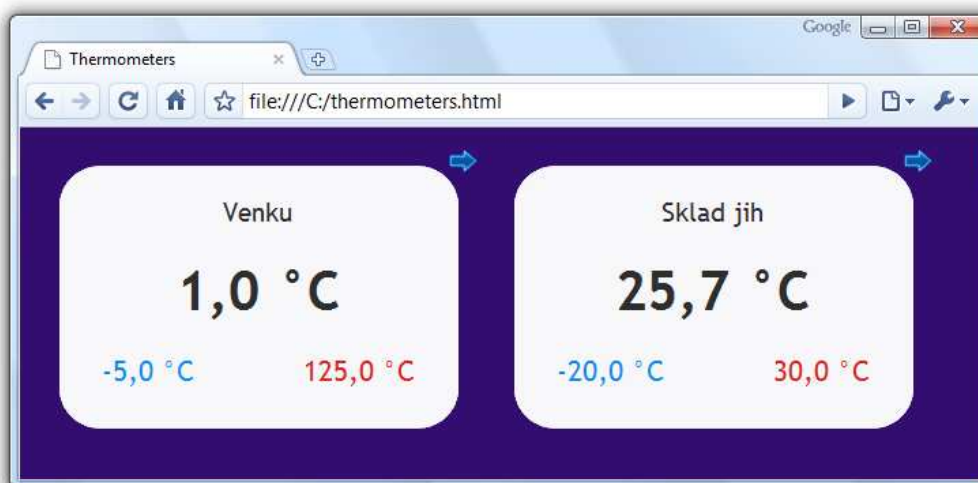 Google
Thermometers
file:///C:/thermometers.html
Venku
1,0 °C
-5,0 °C 125,0 °C
Sklad jih
25,7 °C
-20,0 °C 30,0 °C